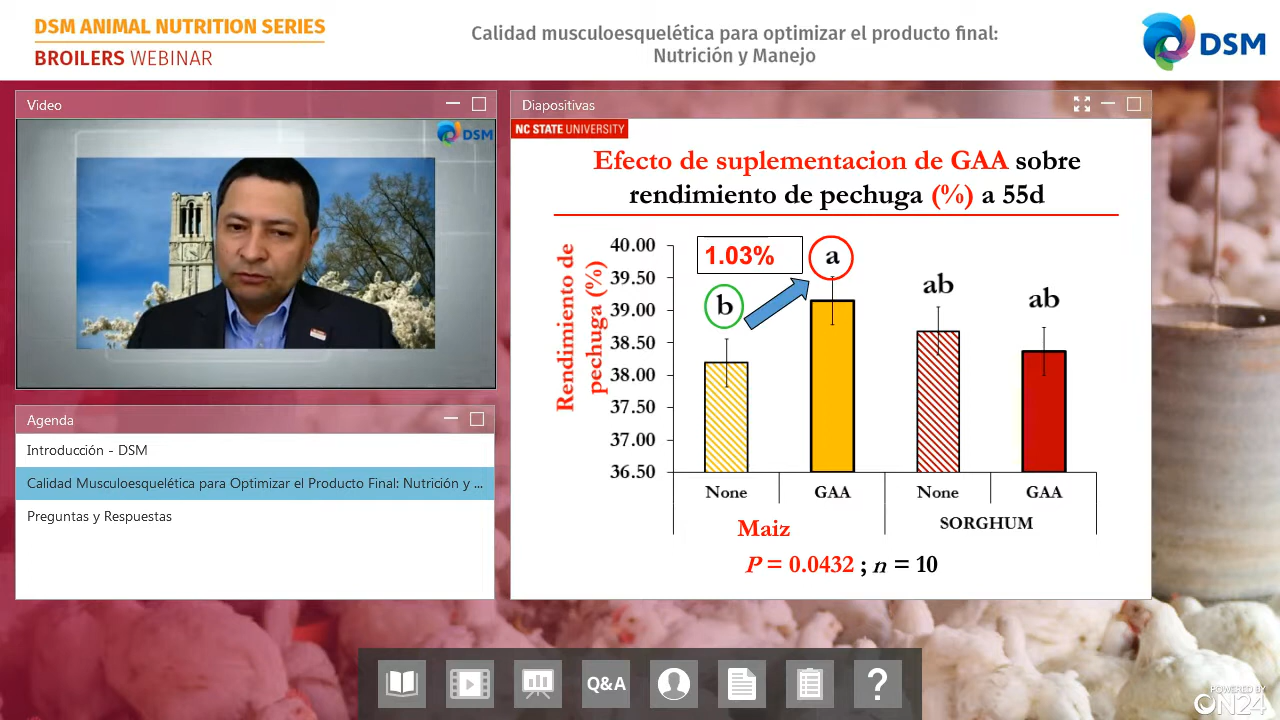 DSM ANIMAL NUTRITION SERIES
BROILERS WEBINAR
Calidad musculoesquelética para optimizar el producto final:
Nutrición y Manejo
DSM
Video
DSM
Agenda
Introducción - DSM
Calidad Musculoesquelética para Optimizar el Producto Final: Nutrición y ...
Preguntas y Respuestas
Diapositivas
NC STATE UNIVERSITY
Efecto de suplementacion de GAA sobre
rendimiento de pechuga (%) a 55d
Rendimiento de
pechuga (%)
40.00
39.50
39.00
38.50
38.00
37.50
37.00
36.50
1.03%
b
a
ab
ab
None
GAA
None
GAA
Maiz
SORGHUM
P = 0.0432 ; n = 10
Q&A
?
POWERED BY
ON24